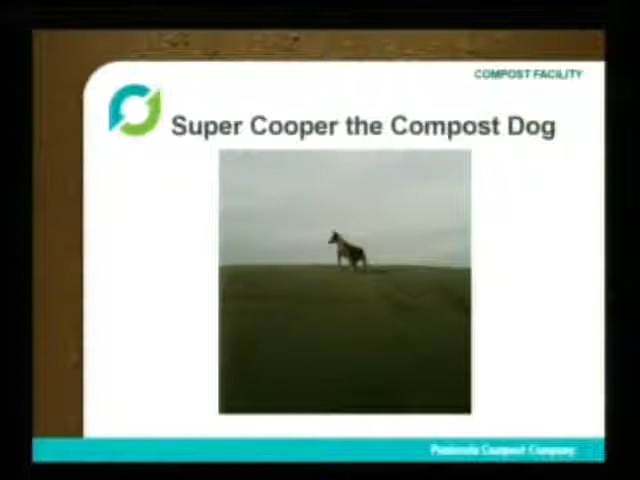 COMPOST FACILITY
Super Cooper the Compost Dog
Peninsula Compost Company